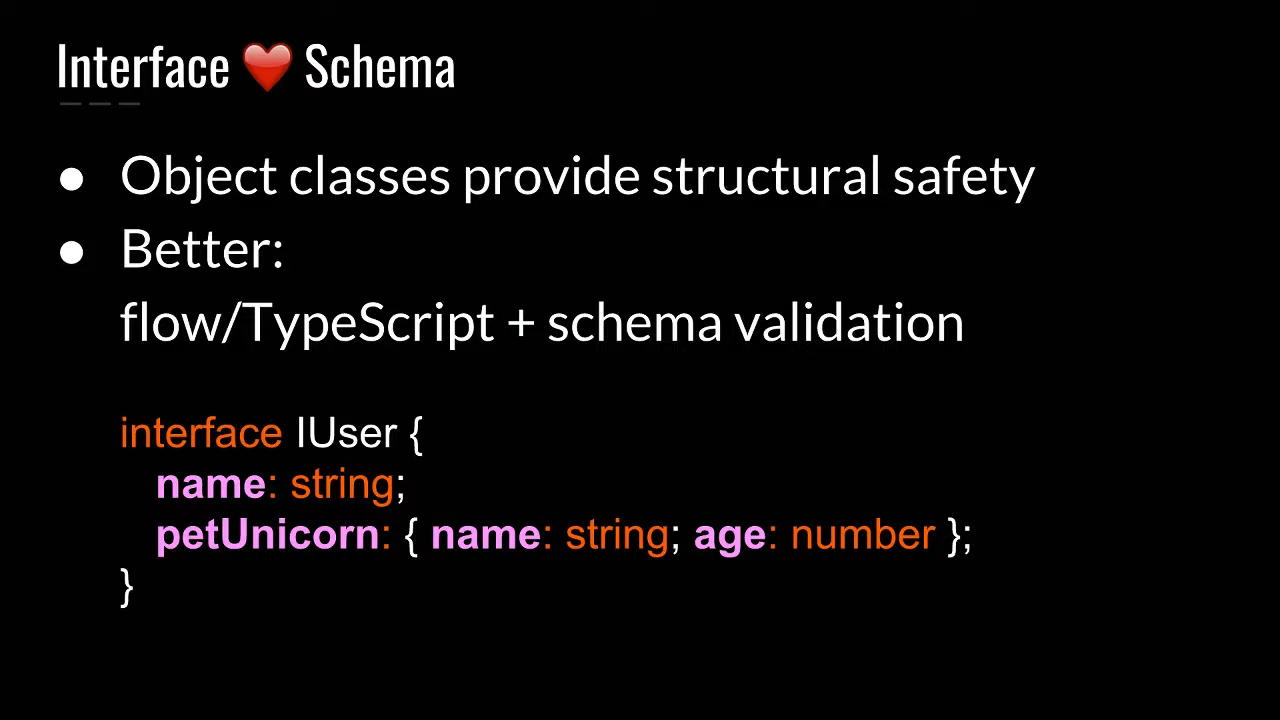 Interface ❤️ Schema
● Object classes provide structural safety
● Better:
flow/TypeScript + schema validation
interface IUser {
name: string;
petUnicorn: { name: string; age: number };
}